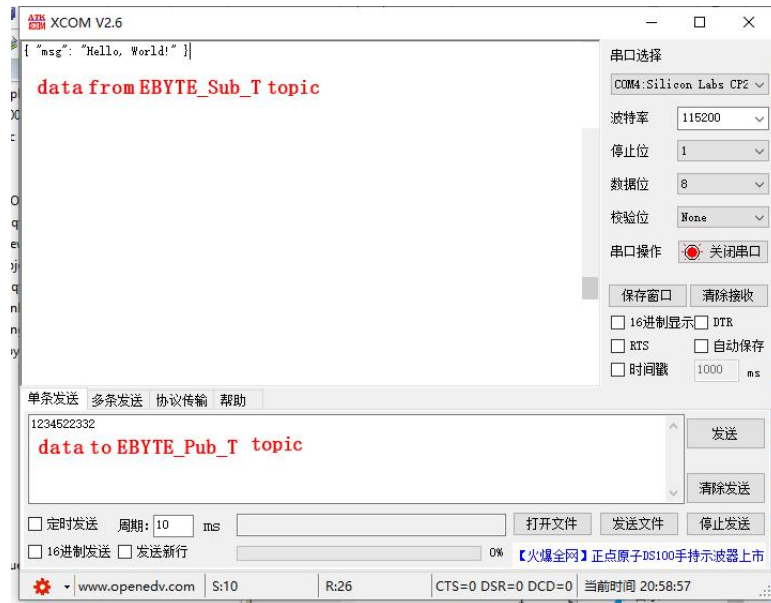 XCOM V2.6
{ "msg": "Hello, World!" }
data from EBYTE_Sub_T topic
串口选择
COM4:Silicon Labs CP2
波特率 115200
停止位 1
数据位 8
校验位 None
串口操作 关闭串口
保存窗口 清除接收
16进制显示 DTR
RTS 自动保存
时间戳 1000 ms
单条发送 多条发送 协议传输 帮助
1234522332
data to EBYTE_Pub_T topic
发送
清除发送
定时发送 周期: 10 ms 打开文件 发送文件 停止发送
16进制发送 发送新行 0% 【火爆全网】正点原子DS100手持示波器上市
www.openedv.com S:10 R:26 CTS=0 DSR=0 DCD=0 当前时间 20:58:57